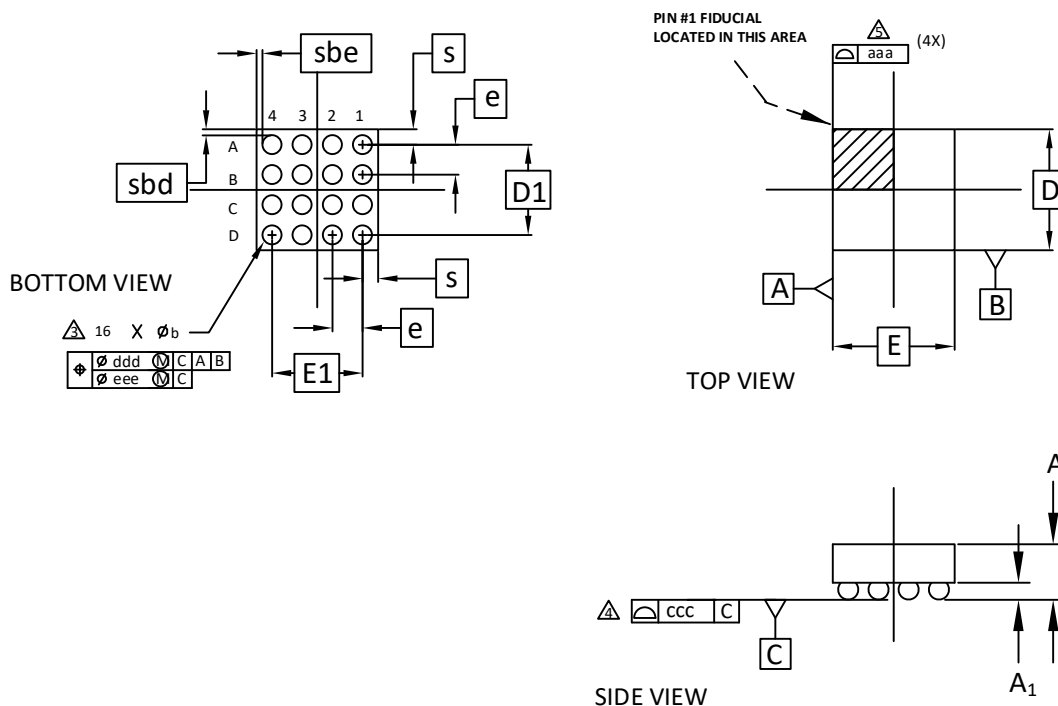 PIN #1 FIDUCIAL
LOCATED IN THIS AREA
5
aaa
(4X)
sbe
s
e
4 3 2 1
A
B
C
D
sbd
D1
s
e
E1
BOTTOM VIEW
3 16 X Øb
⌖ Ø ddd Ⓜ C A B
Ø eee Ⓜ C
D
A
B
E
TOP VIEW
A
4 ccc C
C
A1
SIDE VIEW